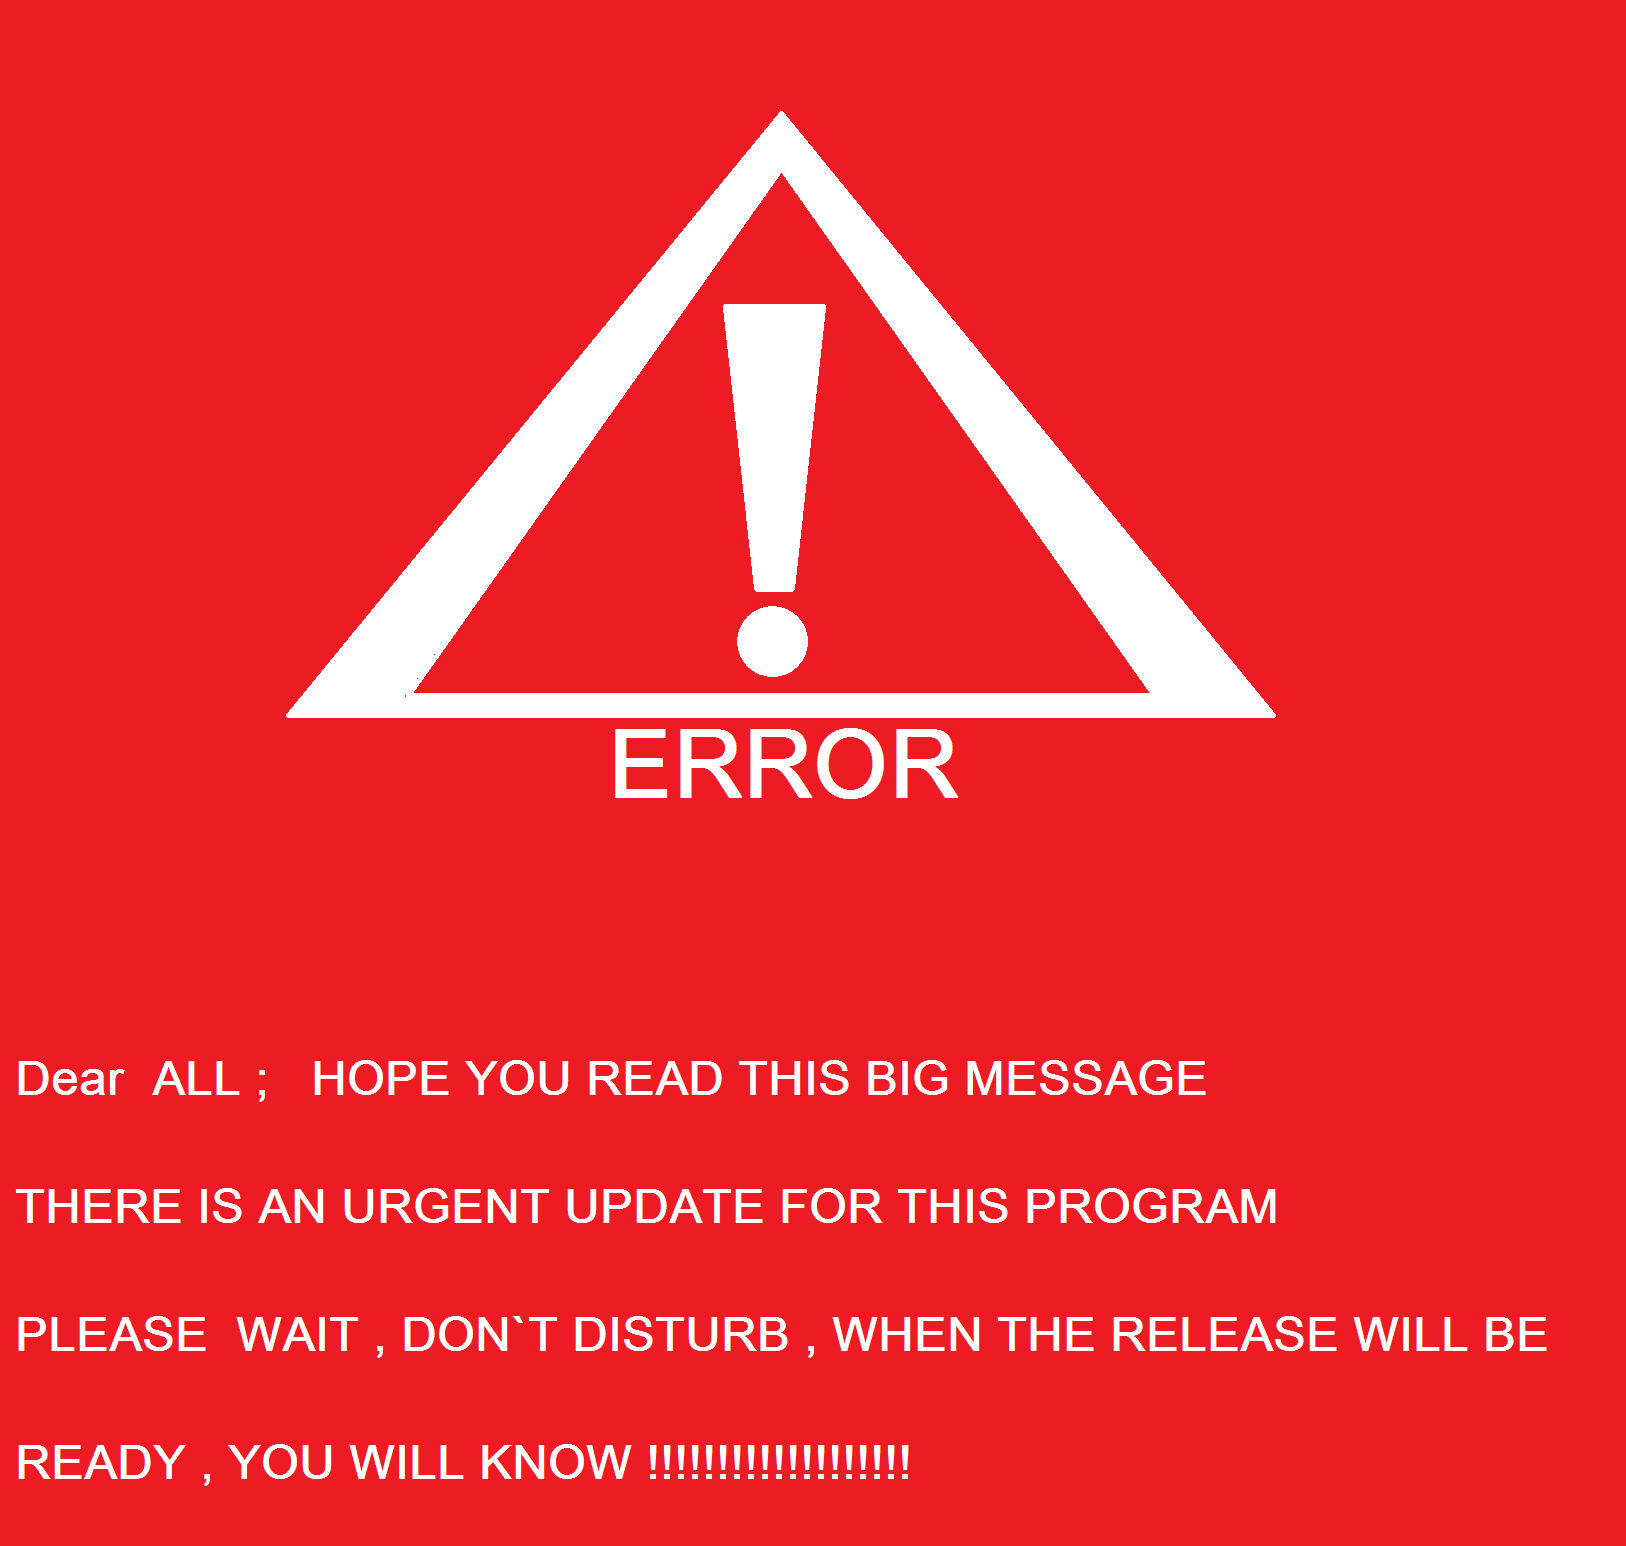 ERROR
Dear  ALL ;   HOPE YOU READ THIS BIG MESSAGE
THERE IS AN URGENT UPDATE FOR THIS PROGRAM
PLEASE  WAIT , DON`T DISTURB , WHEN THE RELEASE WILL BE
READY , YOU WILL KNOW !!!!!!!!!!!!!!!!!!!